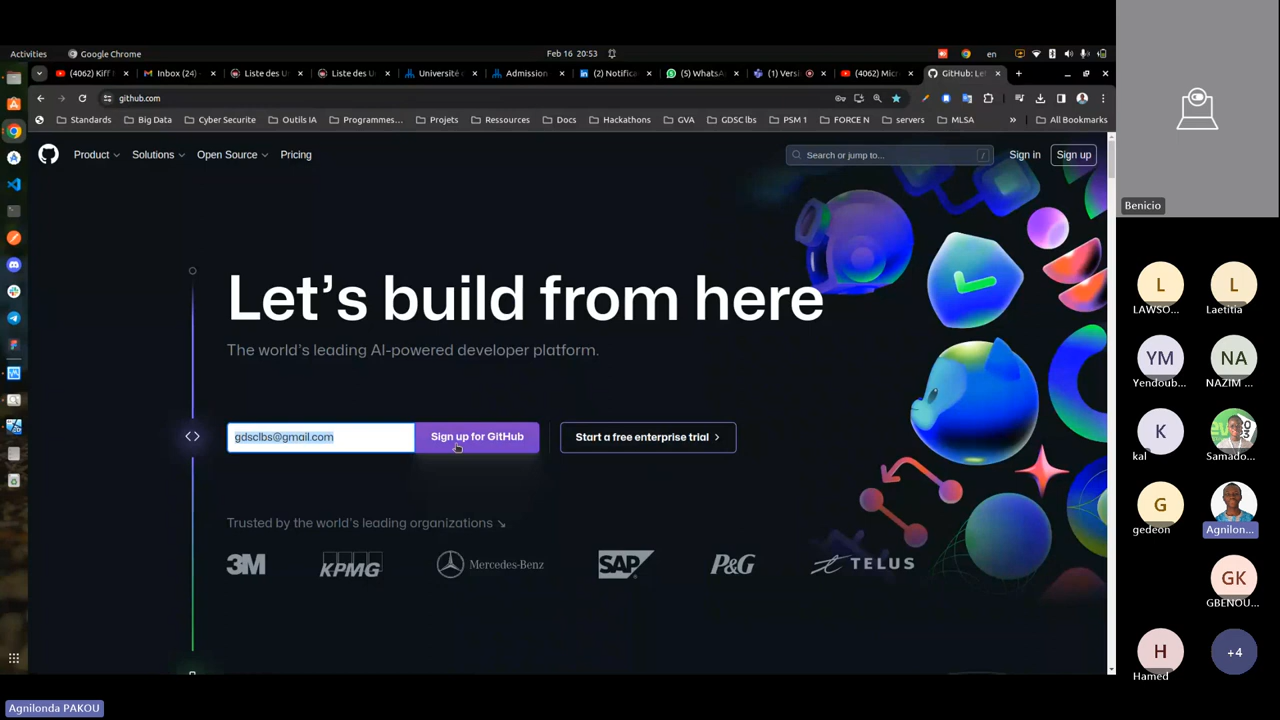 Activities
Google Chrome
Feb 16 20:53
en
(4062) Kiff
Inbox (24) -
Liste des
Liste des
Université
Admission
(2) Notifica
(5) WhatsA
(1) Vers
(4062) Mic
GitHub: Let
github.com
Standards
Big Data
Cyber Securite
Outils IA
Programmes...
Projets
Ressources
Docs
Hackathons
GVA
GDSC lbs
PSM 1
FORCE N
servers
MLSA
»
All Bookmarks
Product
Solutions
Open Source
Pricing
Search or jump to...
/
Sign in
Sign up
Let's build from here
The world's leading AI-powered developer platform.
gdsclbs@gmail.com
Sign up for GitHub
Start a free enterprise trial
Trusted by the world's leading organizations ↘
3M
KPMG
Mercedes-Benz
SAP
P&G
TELUS
Benicio
L
LAWSO...
L
Laetitia
YM
Yendoub...
NA
NAZIM ...
K
kal
Samado...
G
gedeon
Agnilon...
GK
GBENOU...
H
Hamed
+4
Agnilonda PAKOU